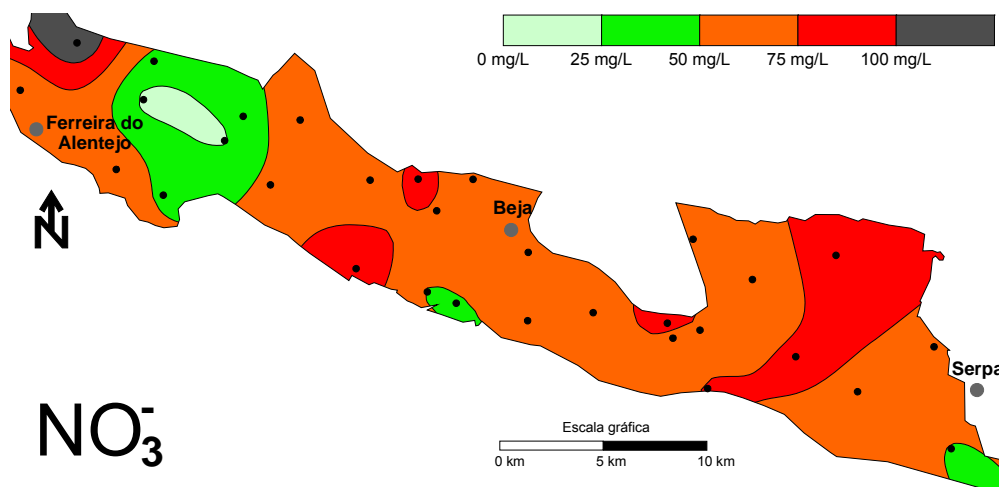 0 mg/L 25 mg/L 50 mg/L 75 mg/L 100 mg/L
Ferreira do
Alentejo
N
Beja
Serpa
NO₃⁻
Escala gráfica
0 km 5 km 10 km